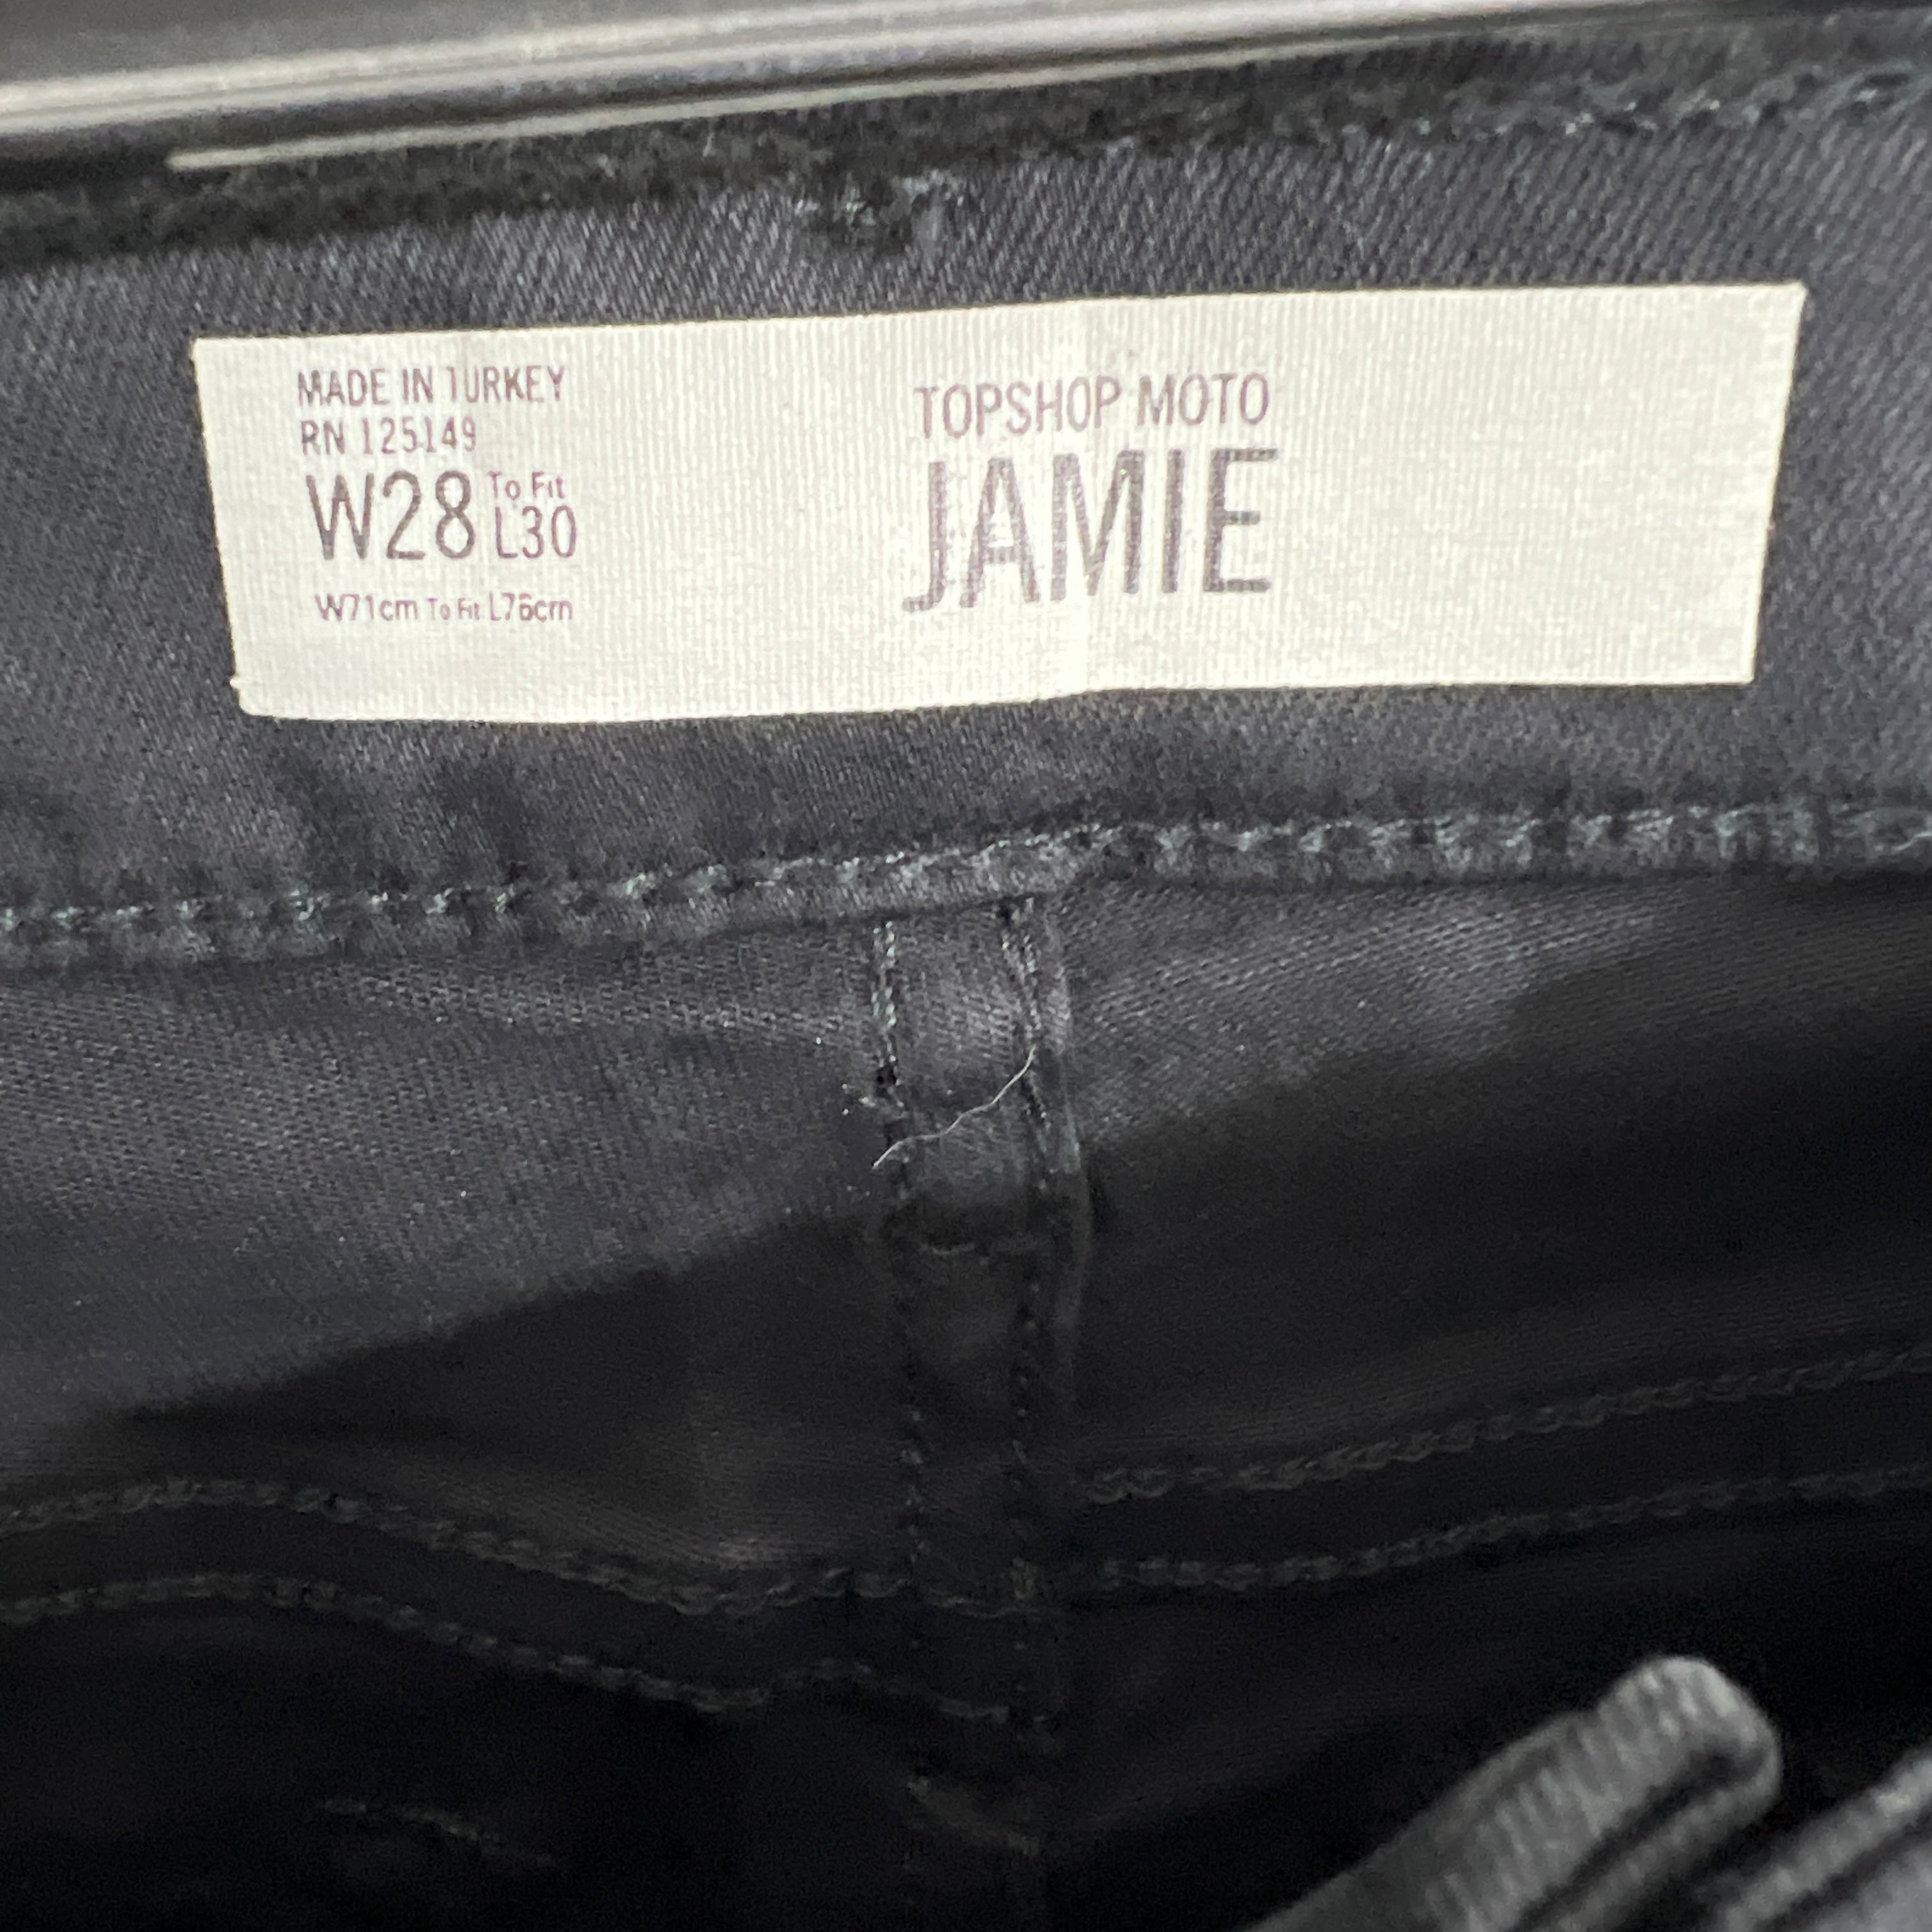 MADE IN TURKEY
RN 125149
W28 To Fit L30
W71cm To Fit L76cm
TOPSHOP MOTO
JAMIE